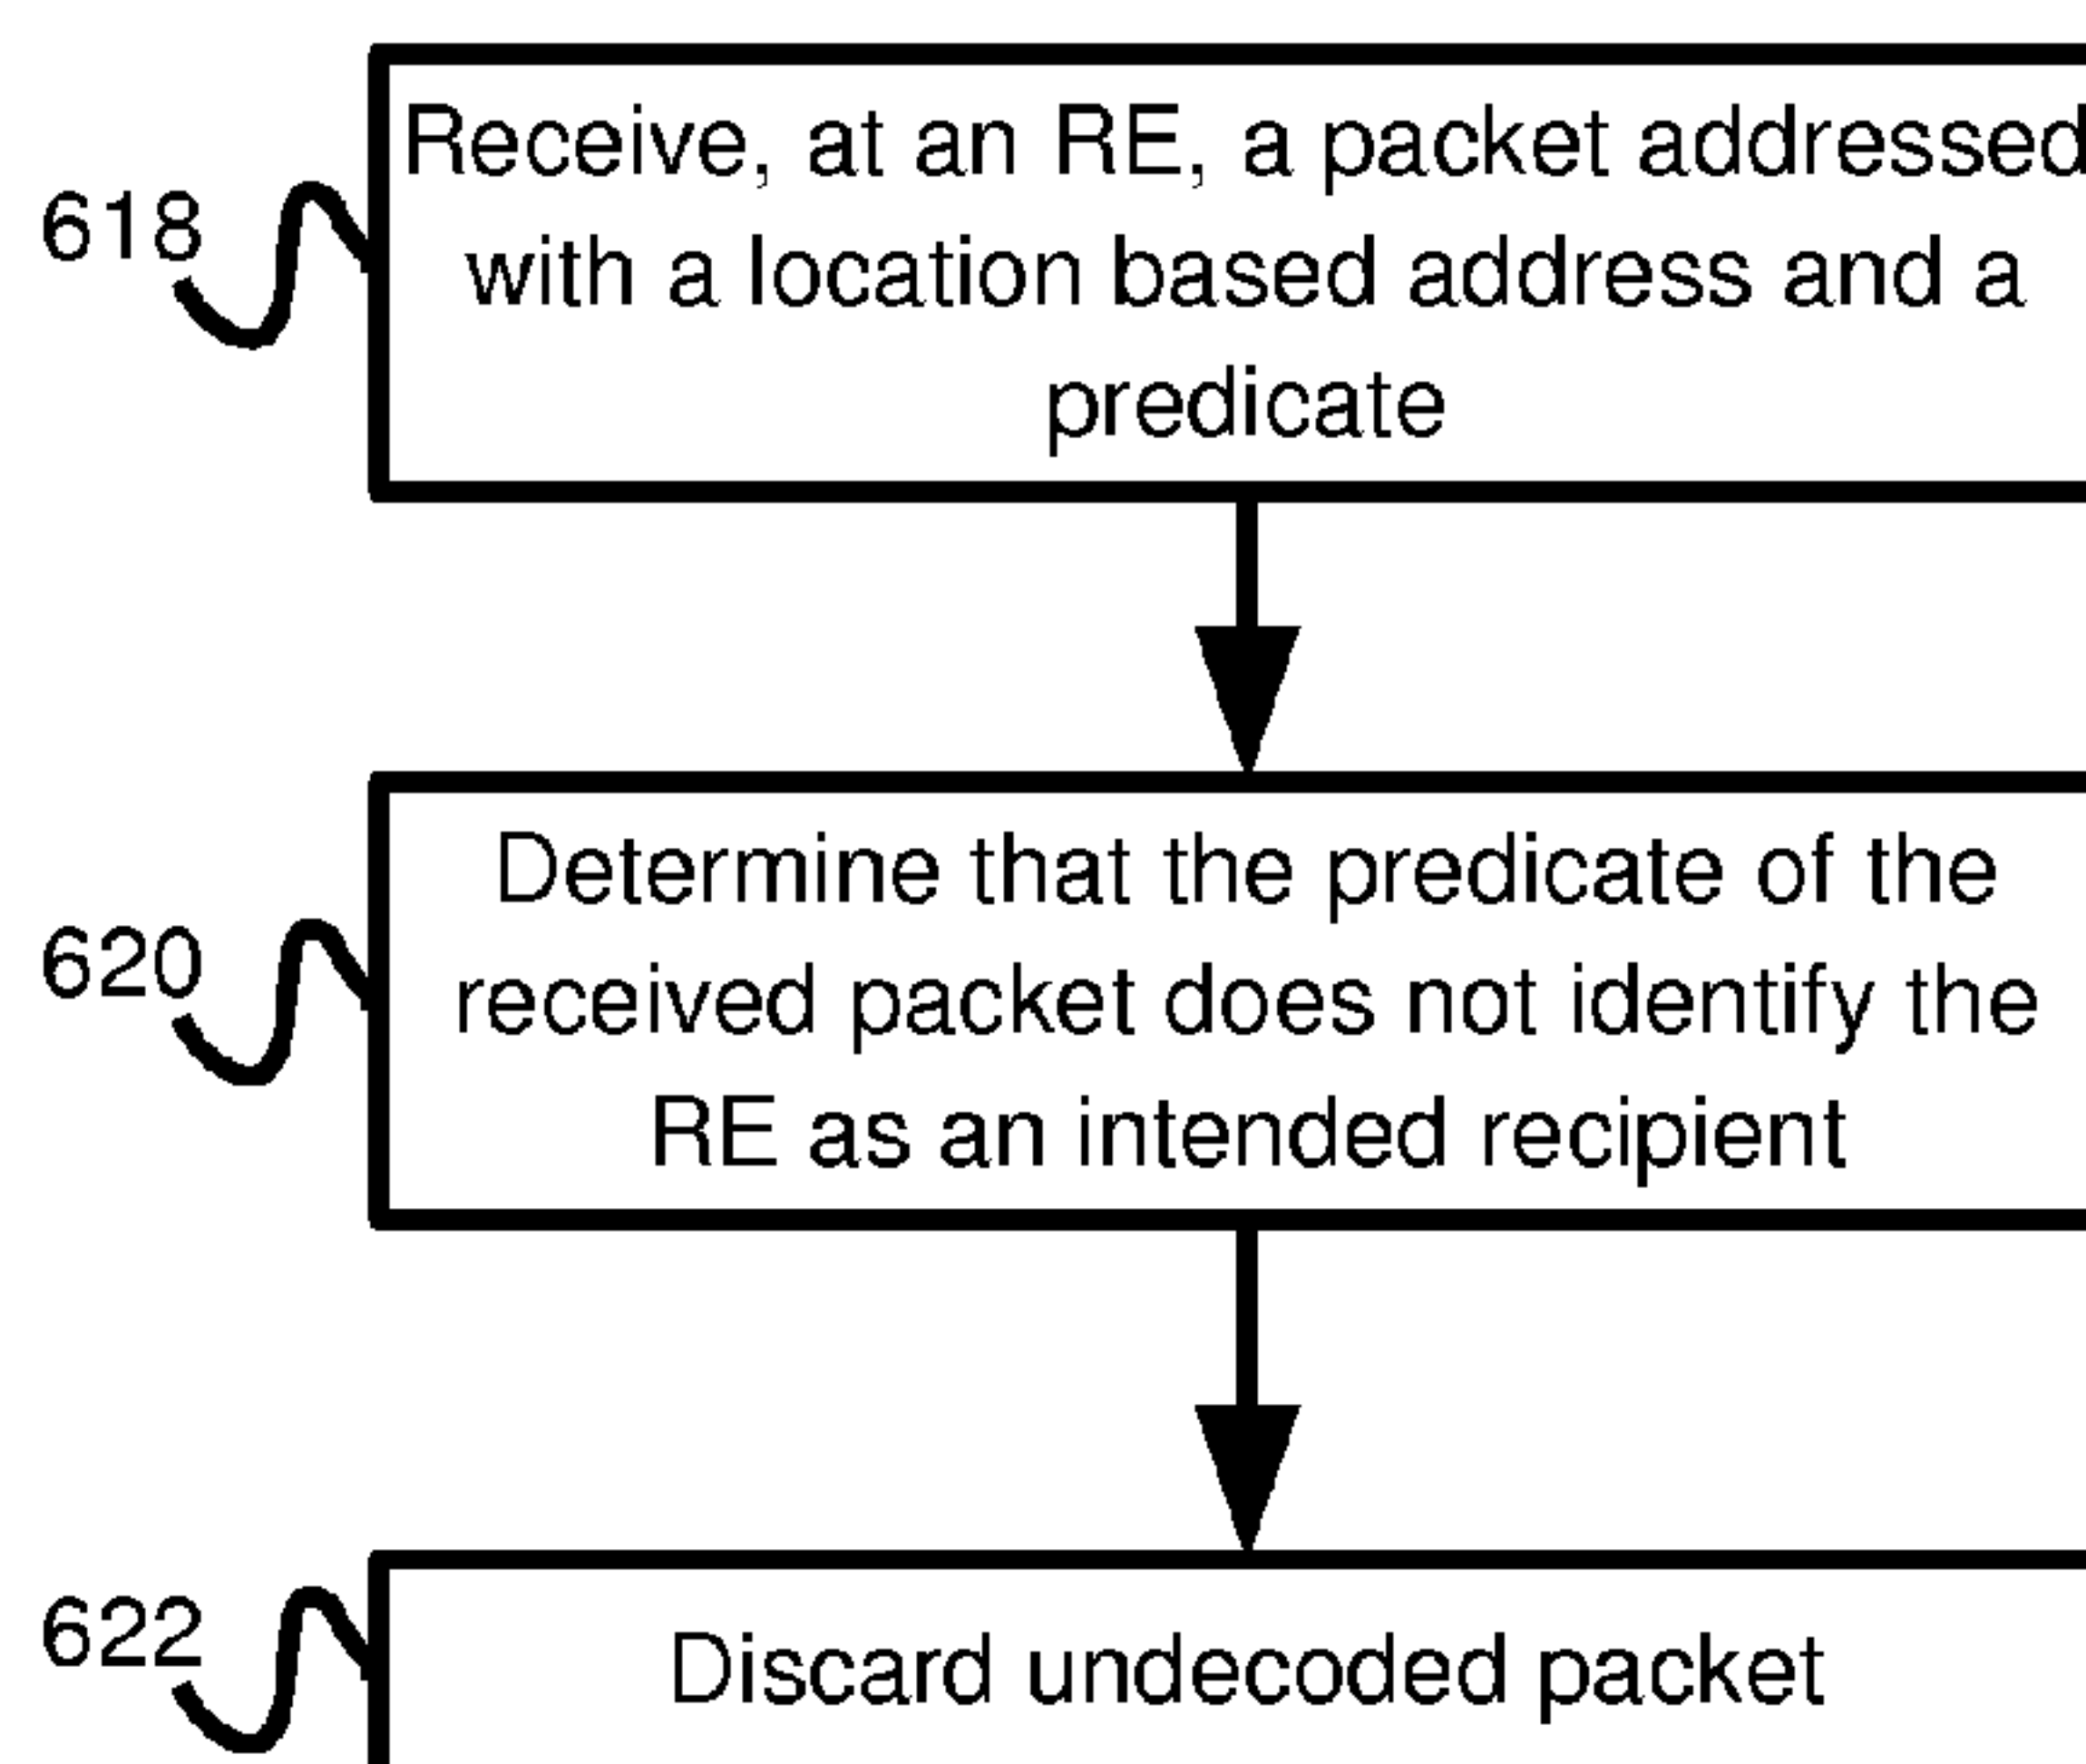 Receive, at an RE, a packet addressed
618
with a location based address and a
predicate
Determine that the predicate of the
620
received packet does not identify the
RE as an intended recipient
622
Discard undecoded packet